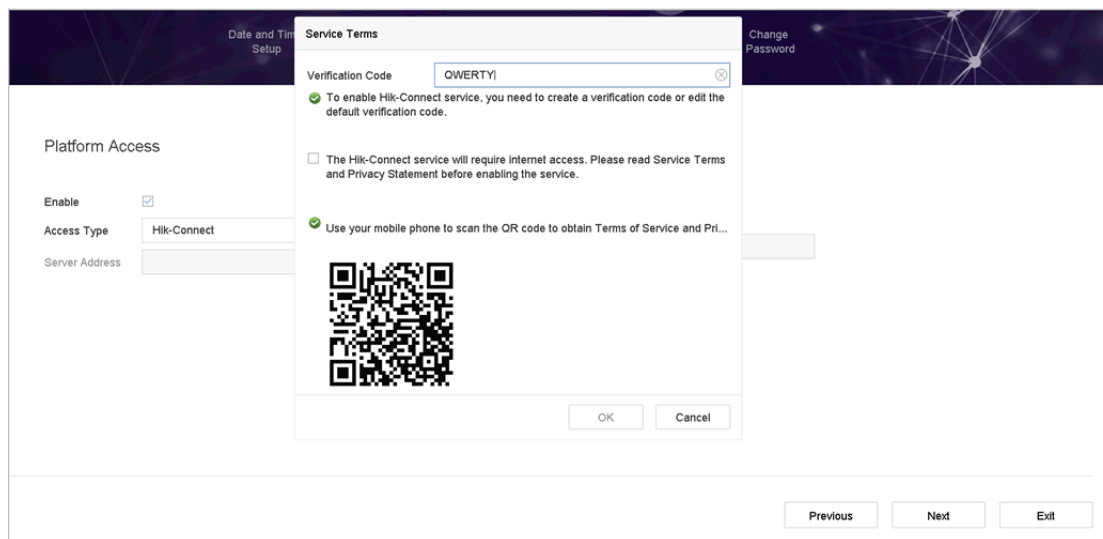 Date and Tim
Setup
Service Terms
Change
Password
Verification Code
QWERTY
To enable Hik-Connect service, you need to create a verification code or edit the
default verification code.
Platform Access
The Hik-Connect service will require internet access. Please read Service Terms
and Privacy Statement before enabling the service.
Enable
Access Type
Hik-Connect
Use your mobile phone to scan the QR code to obtain Terms of Service and Pri...
Server Address
OK
Cancel
Previous
Next
Exit